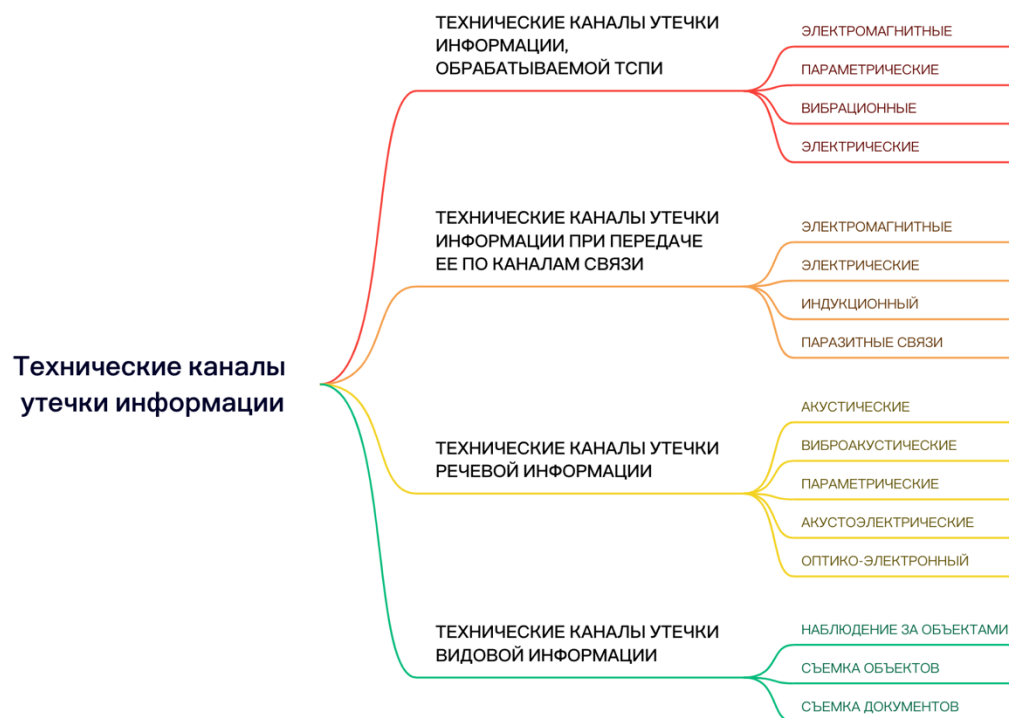 Технические каналы
утечки информации
ТЕХНИЧЕСКИЕ КАНАЛЫ УТЕЧКИ
ИНФОРМАЦИИ,
ОБРАБАТЫВАЕМОЙ ТСПИ
ЭЛЕКТРОМАГНИТНЫЕ
ПАРАМЕТРИЧЕСКИЕ
ВИБРАЦИОННЫЕ
ЭЛЕКТРИЧЕСКИЕ
ТЕХНИЧЕСКИЕ КАНАЛЫ УТЕЧКИ
ИНФОРМАЦИИ ПРИ ПЕРЕДАЧЕ
ЕЕ ПО КАНАЛАМ СВЯЗИ
ЭЛЕКТРОМАГНИТНЫЕ
ЭЛЕКТРИЧЕСКИЕ
ИНДУКЦИОННЫЙ
ПАРАЗИТНЫЕ СВЯЗИ
ТЕХНИЧЕСКИЕ КАНАЛЫ УТЕЧКИ
РЕЧЕВОЙ ИНФОРМАЦИИ
АКУСТИЧЕСКИЕ
ВИБРОАКУСТИЧЕСКИЕ
ПАРАМЕТРИЧЕСКИЕ
АКУСТОЭЛЕКТРИЧЕСКИЕ
ОПТИКО-ЭЛЕКТРОННЫЙ
ТЕХНИЧЕСКИЕ КАНАЛЫ УТЕЧКИ
ВИДОВОЙ ИНФОРМАЦИИ
НАБЛЮДЕНИЕ ЗА ОБЪЕКТАМИ
СЪЕМКА ОБЪЕКТОВ
СЪЕМКА ДОКУМЕНТОВ